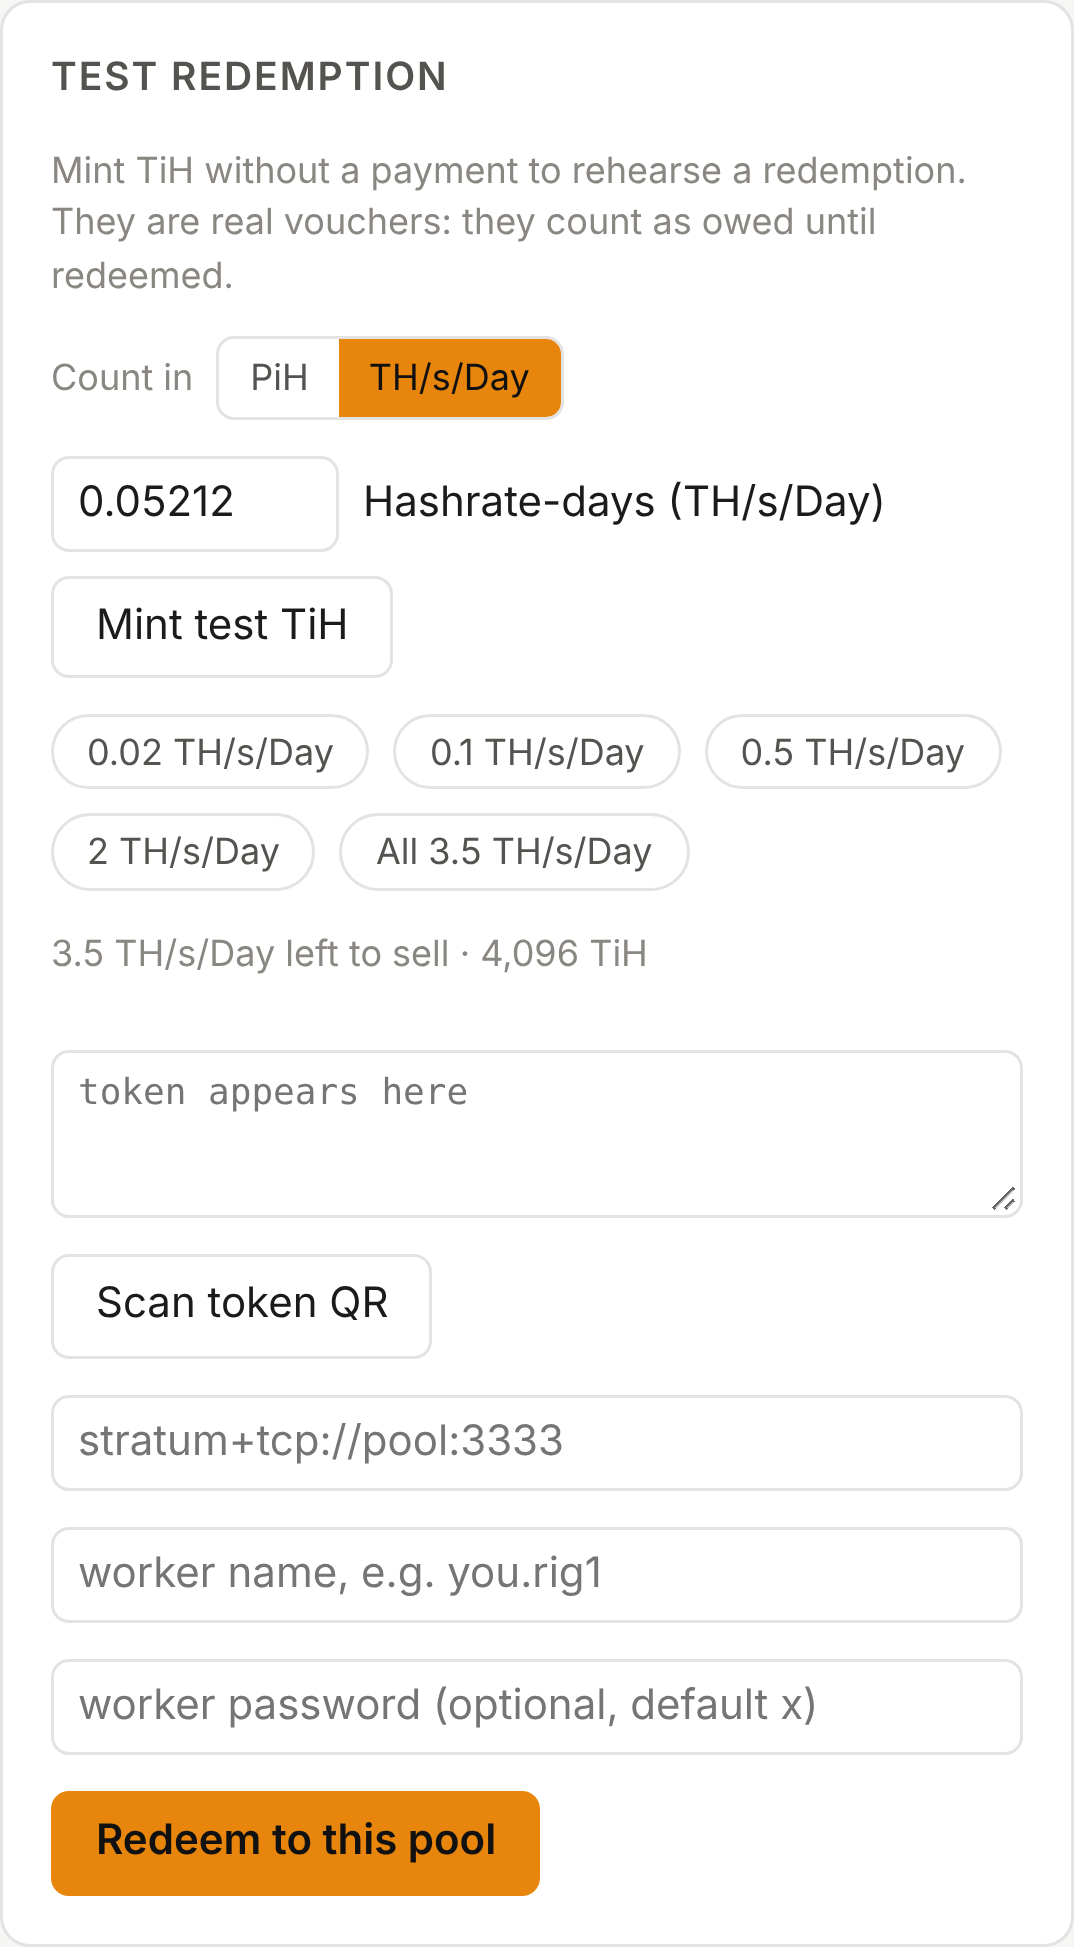 TEST REDEMPTION
Mint TiH without a payment to rehearse a redemption.
They are real vouchers: they count as owed until
redeemed.
Count in PiH TH/s/Day
0.05212 Hashrate-days (TH/s/Day)
Mint test TiH
0.02 TH/s/Day 0.1 TH/s/Day 0.5 TH/s/Day
2 TH/s/Day All 3.5 TH/s/Day
3.5 TH/s/Day left to sell · 4,096 TiH
token appears here
Scan token QR
stratum+tcp://pool:3333
worker name, e.g. you.rig1
worker password (optional, default x)
Redeem to this pool